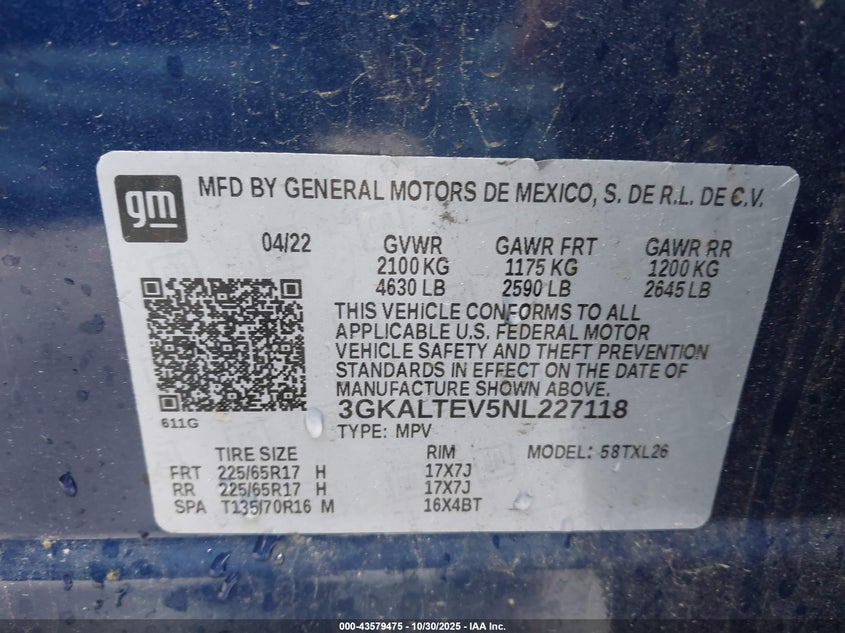 gm
MFD BY GENERAL MOTORS DE MEXICO, S. DE R.L. DE C.V.
04/22 GVWR GAWR FRT GAWR RR
2100 KG 1175 KG 1200 KG
4630 LB 2590 LB 2645 LB
THIS VEHICLE CONFORMS TO ALL
APPLICABLE U.S. FEDERAL MOTOR
VEHICLE SAFETY AND THEFT PREVENTION
STANDARDS IN EFFECT ON THE DATE OF
MANUFACTURE SHOWN ABOVE.
3GKALTEV5NL227118
611G
TYPE: MPV
TIRE SIZE RIM MODEL: 58TXL26
FRT 225/65R17 H 17X7J
RR 225/65R17 H 17X7J
SPA T135/70R16 M 16X4BT
000-43579475 - 10/30/2025 - IAA Inc.